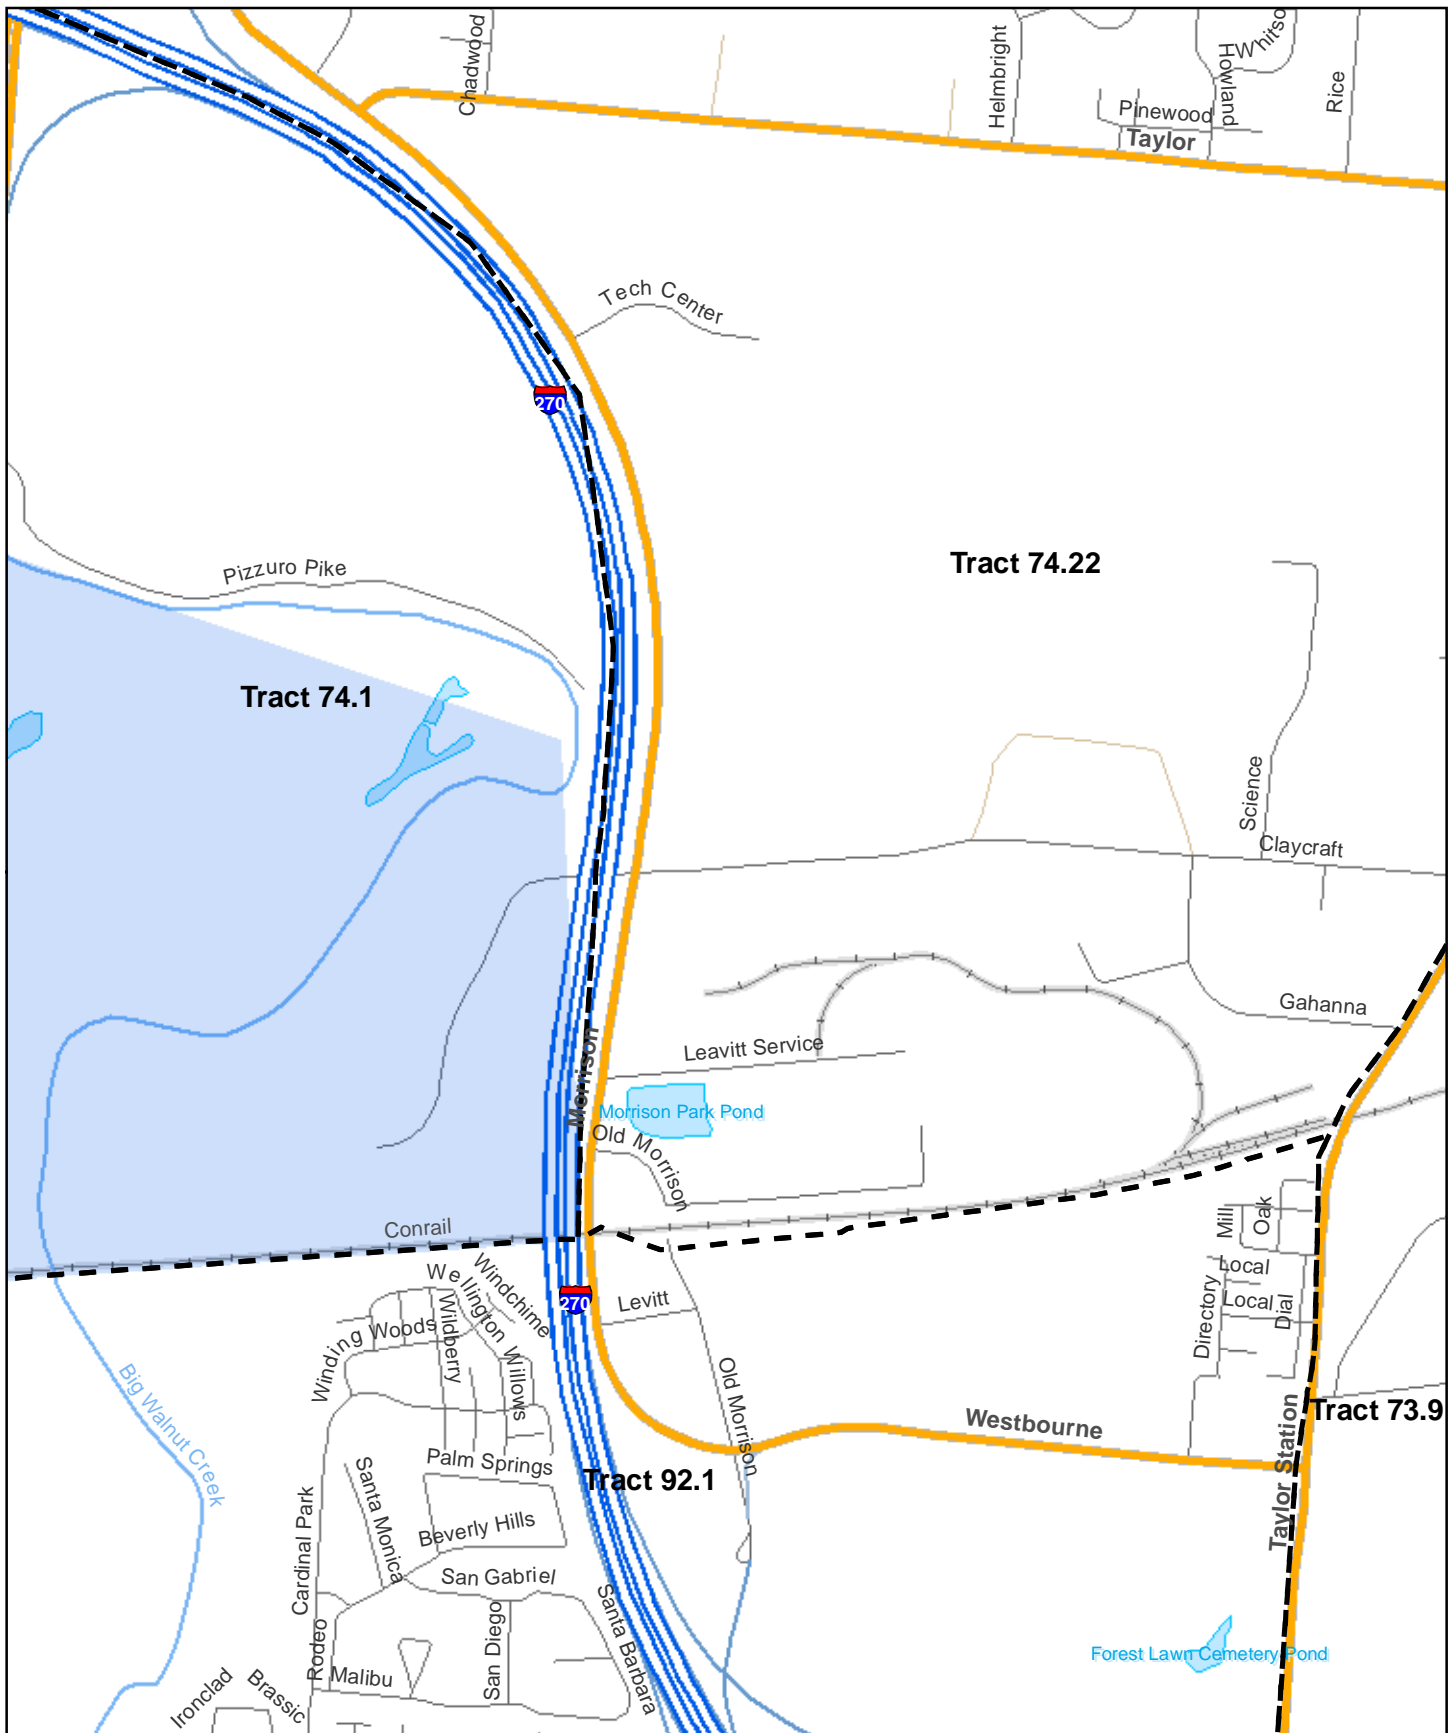 Chadwood
Helmbright
Howland
Whitso
Rice
Pinewood
Taylor
Tech Center
270
Tract 74.22
Pizzuro Pike
Tract 74.1
Science
Claycraft
Gahanna
Morrison
Leavitt Service
Morrison Park Pond
Old Morrison
Conrail
Mill
Oak
Local
Local
Directory
Dial
Windchime
Wellington
Wildberry
Winding Woods
Willows
270
Levitt
Old Morrison
Big Walnut Creek
Westbourne
Tract 73.9
Taylor Station
Palm Springs
Tract 92.1
Santa Monica
Cardinal Park
Beverly Hills
San Gabriel
Santa Barbara
San Diego
Rodeo
Malibu
Ironclad
Brassic
Forest Lawn Cemetery Pond